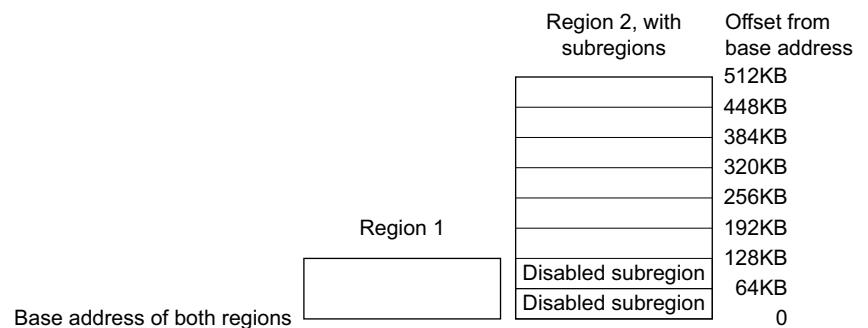 Region 2, with
subregions
Offset from
base address
512KB
448KB
384KB
320KB
256KB
Region 1
192KB
128KB
Disabled subregion
64KB
Disabled subregion
Base address of both regions
0